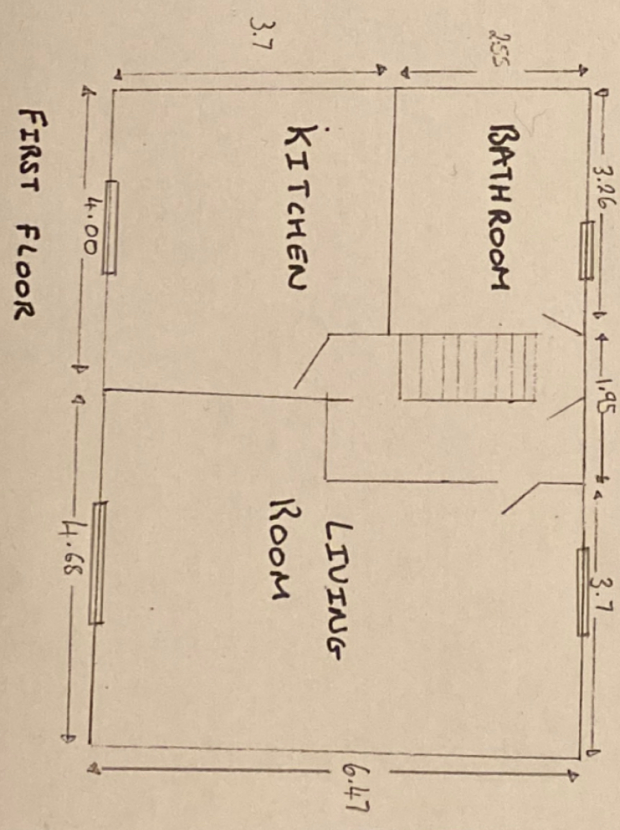 3.26
1.95
3.7
2.55
BATHROOM
LIVING
ROOM
6.47
KITCHEN
3.7
4.00
4.68
FIRST FLOOR